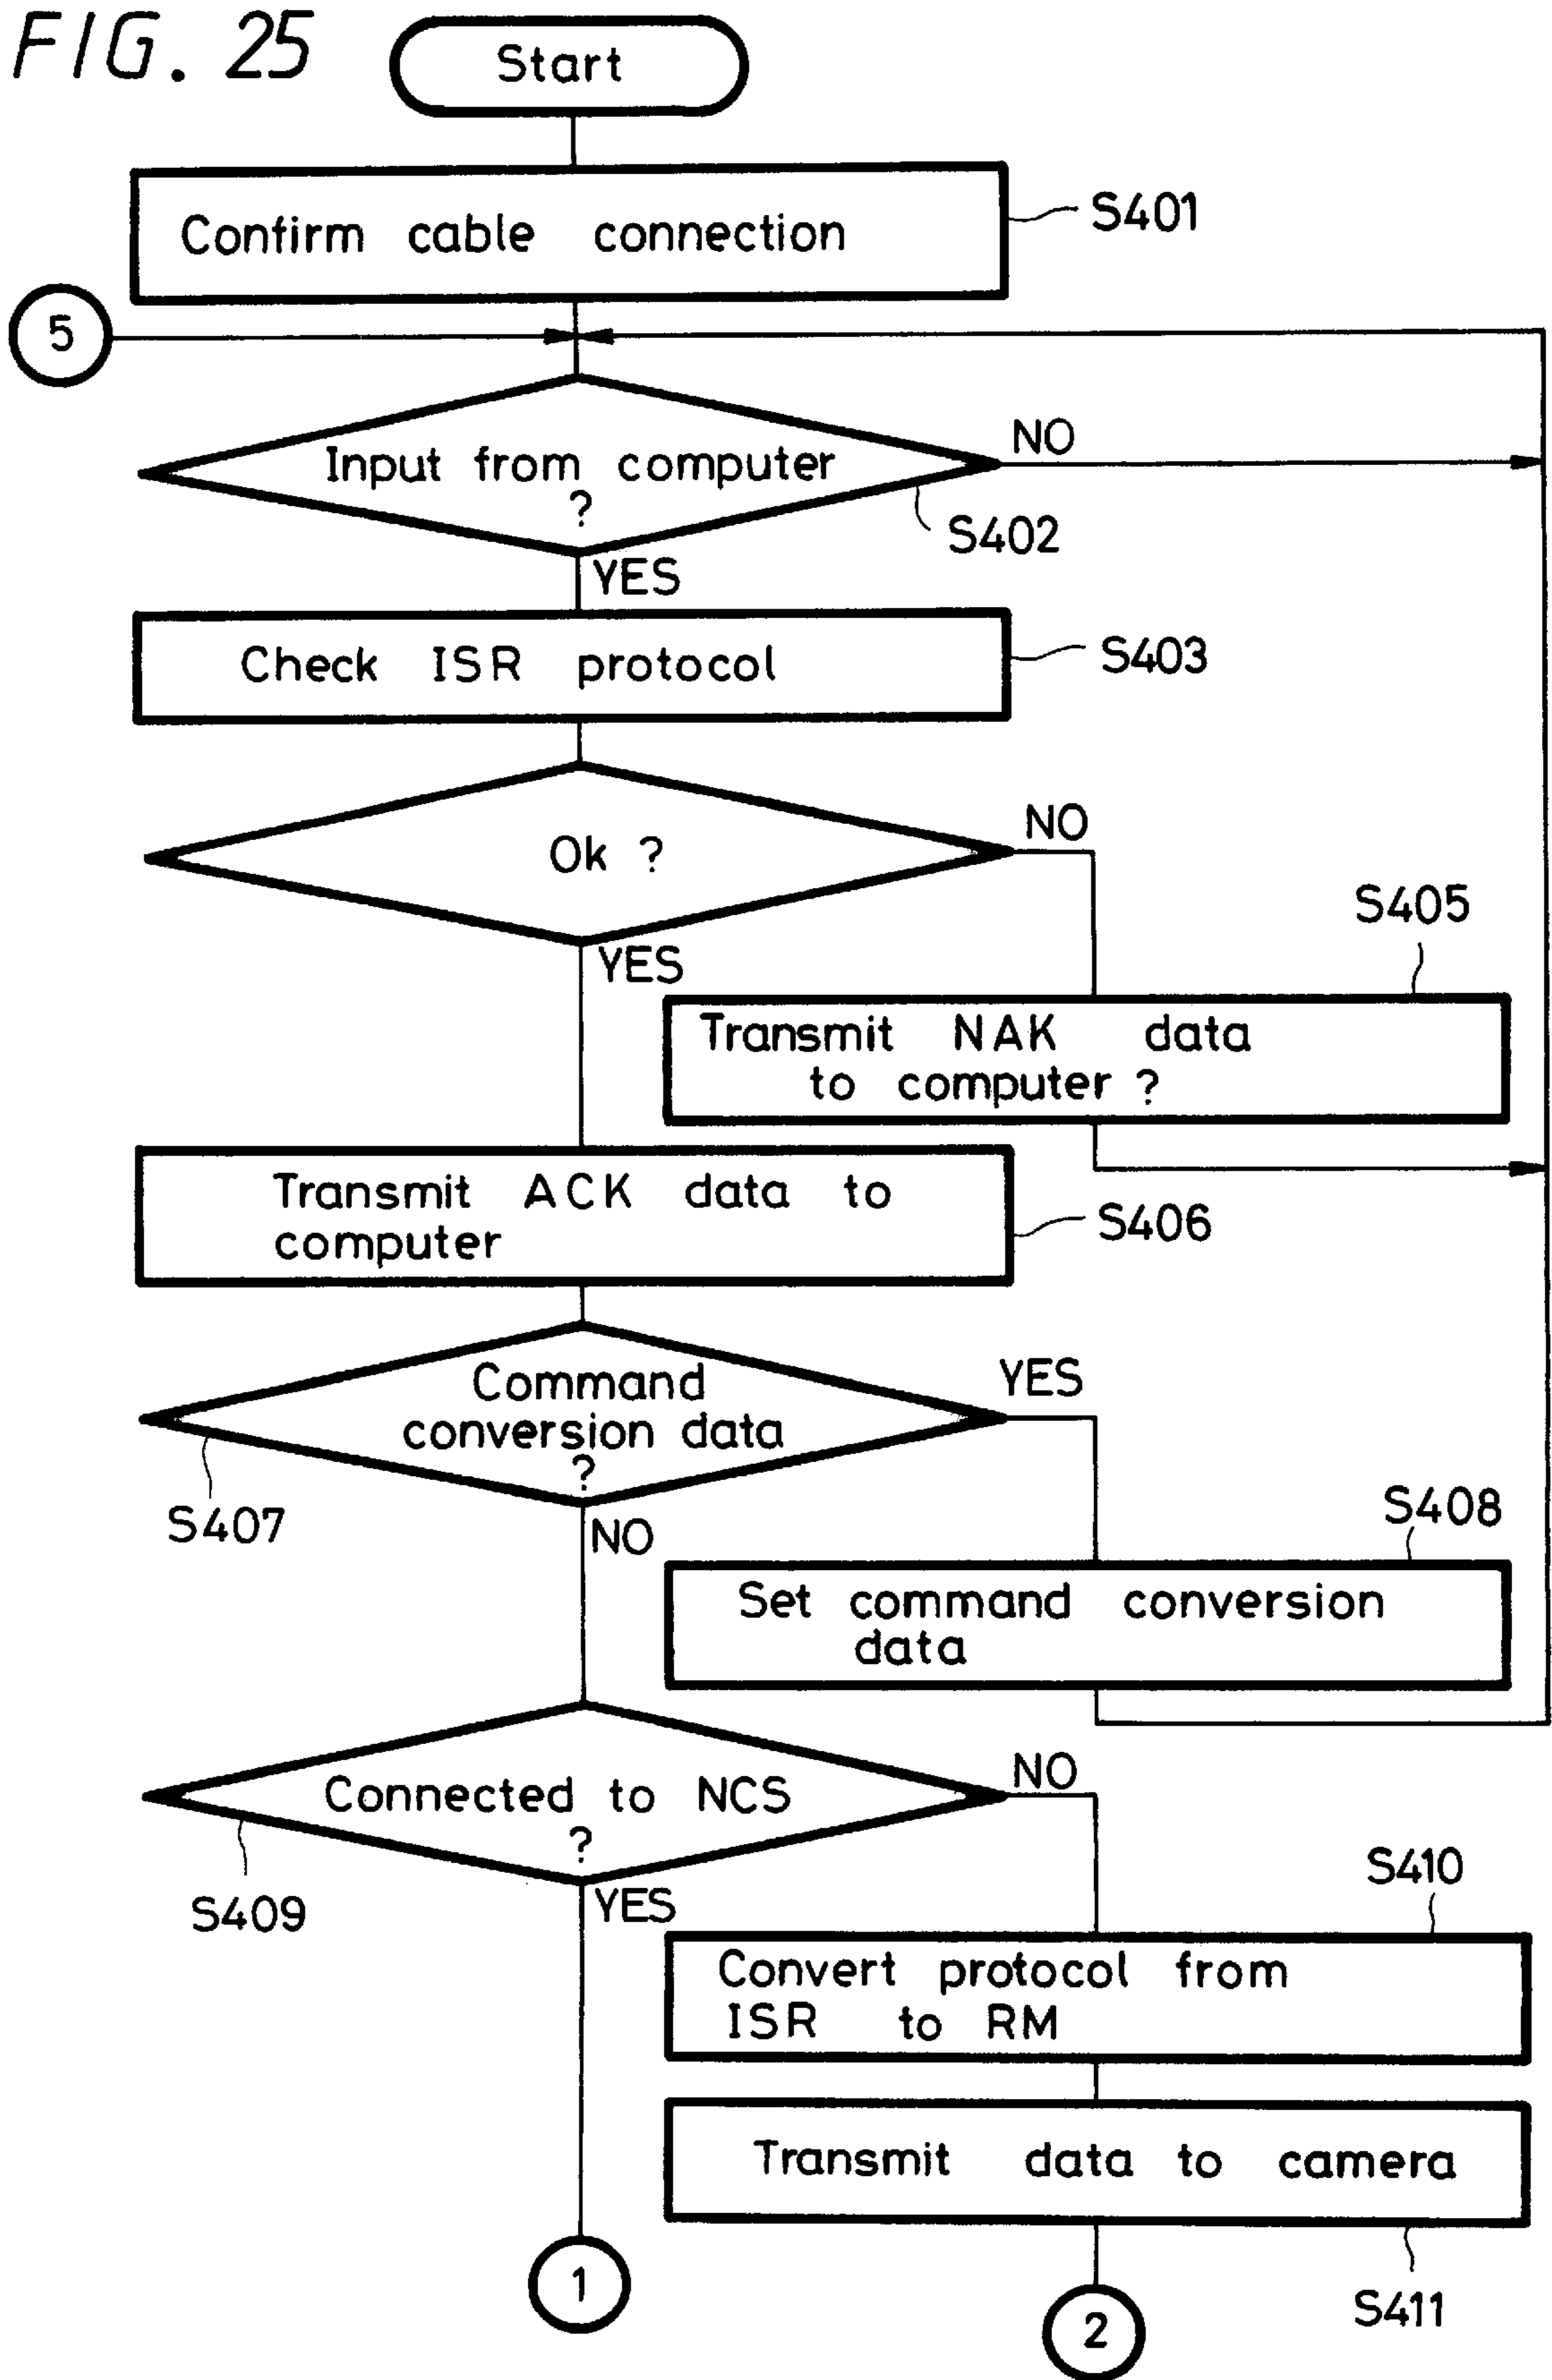 FIG. 25
Start
Confirm cable connection
S401
5
Input from computer
?
NO
S402
YES
Check ISR protocol
S403
Ok ?
NO
YES
S405
Transmit NAK data
to computer ?
Transmit ACK data to
computer
S406
Command
conversion data
?
YES
S407
NO
S408
Set command conversion
data
Connected to NCS
?
NO
S409
YES
S410
Convert protocol from
ISR to RM
Transmit data to camera
S411
1
2